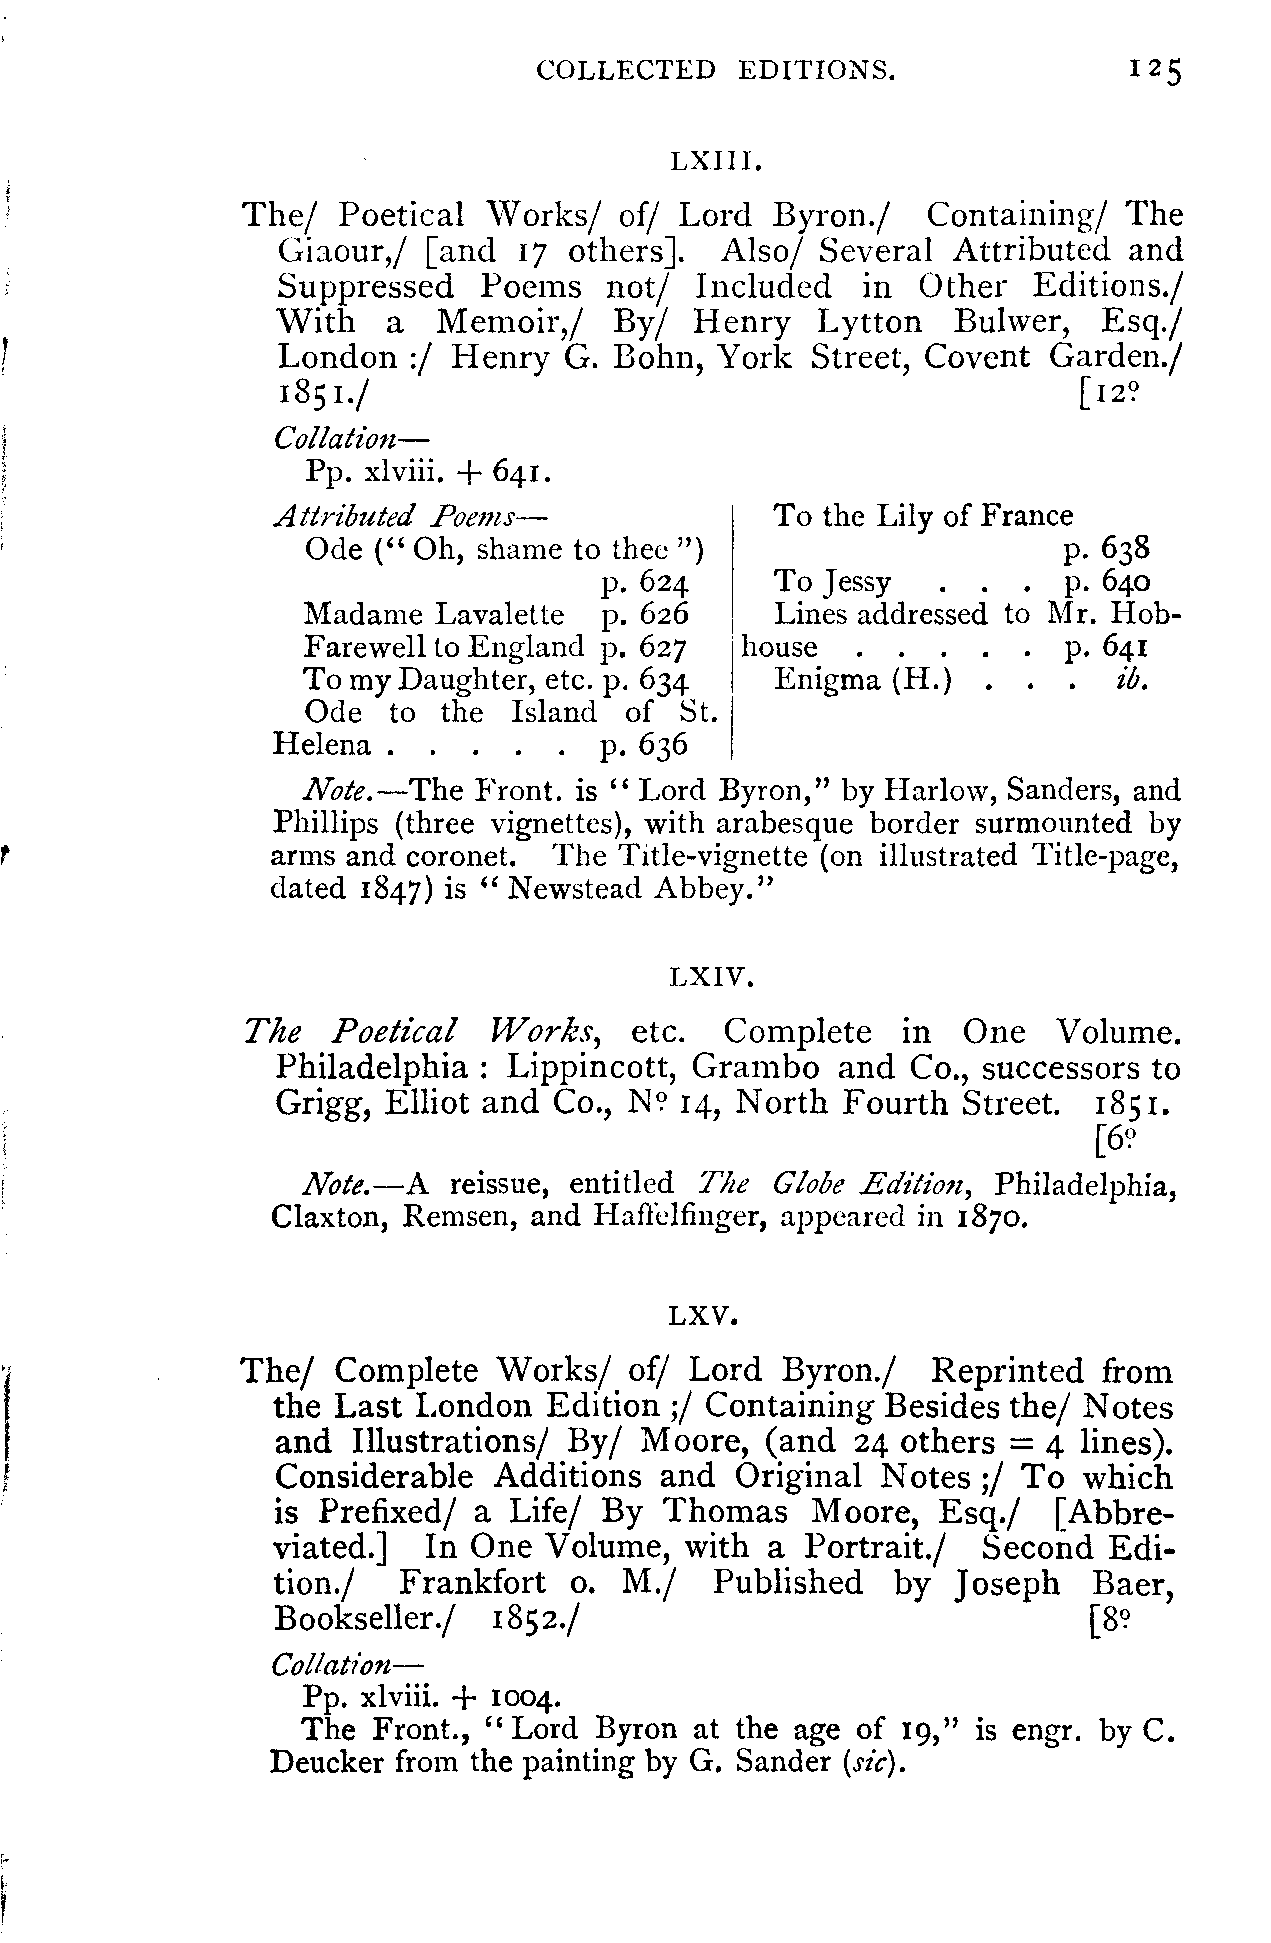 COLLECTED EDITIONS. 125
LXIII.
The/ Poetical Works/ of/ Lord Byron./ Containing/ The
Giaour,/ [and 17 others]. Also/ Several Attributed and
Suppressed Poems not/ Included in Other Editions./
With a Memoir,/ By/ Henry Lytton Bulwer, Esq./
London :/ Henry G. Bohn, York Street, Covent Garden./
1851./ [12º
Collation—
Pp. xlviii. + 641.
Attributed Poems—
Ode (“ Oh, shame to thee ”)
p. 624
Madame Lavalette p. 626
Farewell to England p. 627
To my Daughter, etc. p. 634
Ode to the Island of St.
Helena . . . . . p. 636
To the Lily of France
p. 638
To Jessy . . . p. 640
Lines addressed to Mr. Hob-
house . . . . . p. 641
Enigma (H.) . . . ib.
Note.—The Front. is “ Lord Byron,” by Harlow, Sanders, and
Phillips (three vignettes), with arabesque border surmounted by
arms and coronet. The Title-vignette (on illustrated Title-page,
dated 1847) is “ Newstead Abbey.”
LXIV.
The Poetical Works, etc. Complete in One Volume.
Philadelphia : Lippincott, Grambo and Co., successors to
Grigg, Elliot and Co., Nº 14, North Fourth Street. 1851.
[6º
Note.—A reissue, entitled The Globe Edition, Philadelphia,
Claxton, Remsen, and Haffelfinger, appeared in 1870.
LXV.
The/ Complete Works/ of/ Lord Byron./ Reprinted from
the Last London Edition ;/ Containing Besides the/ Notes
and Illustrations/ By/ Moore, (and 24 others = 4 lines).
Considerable Additions and Original Notes ;/ To which
is Prefixed/ a Life/ By Thomas Moore, Esq./ [Abbre-
viated.] In One Volume, with a Portrait./ Second Edi-
tion./ Frankfort o. M./ Published by Joseph Baer,
Bookseller./ 1852./ [8º
Collation—
Pp. xlviii. + 1004.
The Front., “ Lord Byron at the age of 19,” is engr. by C.
Deucker from the painting by G. Sander (sic).